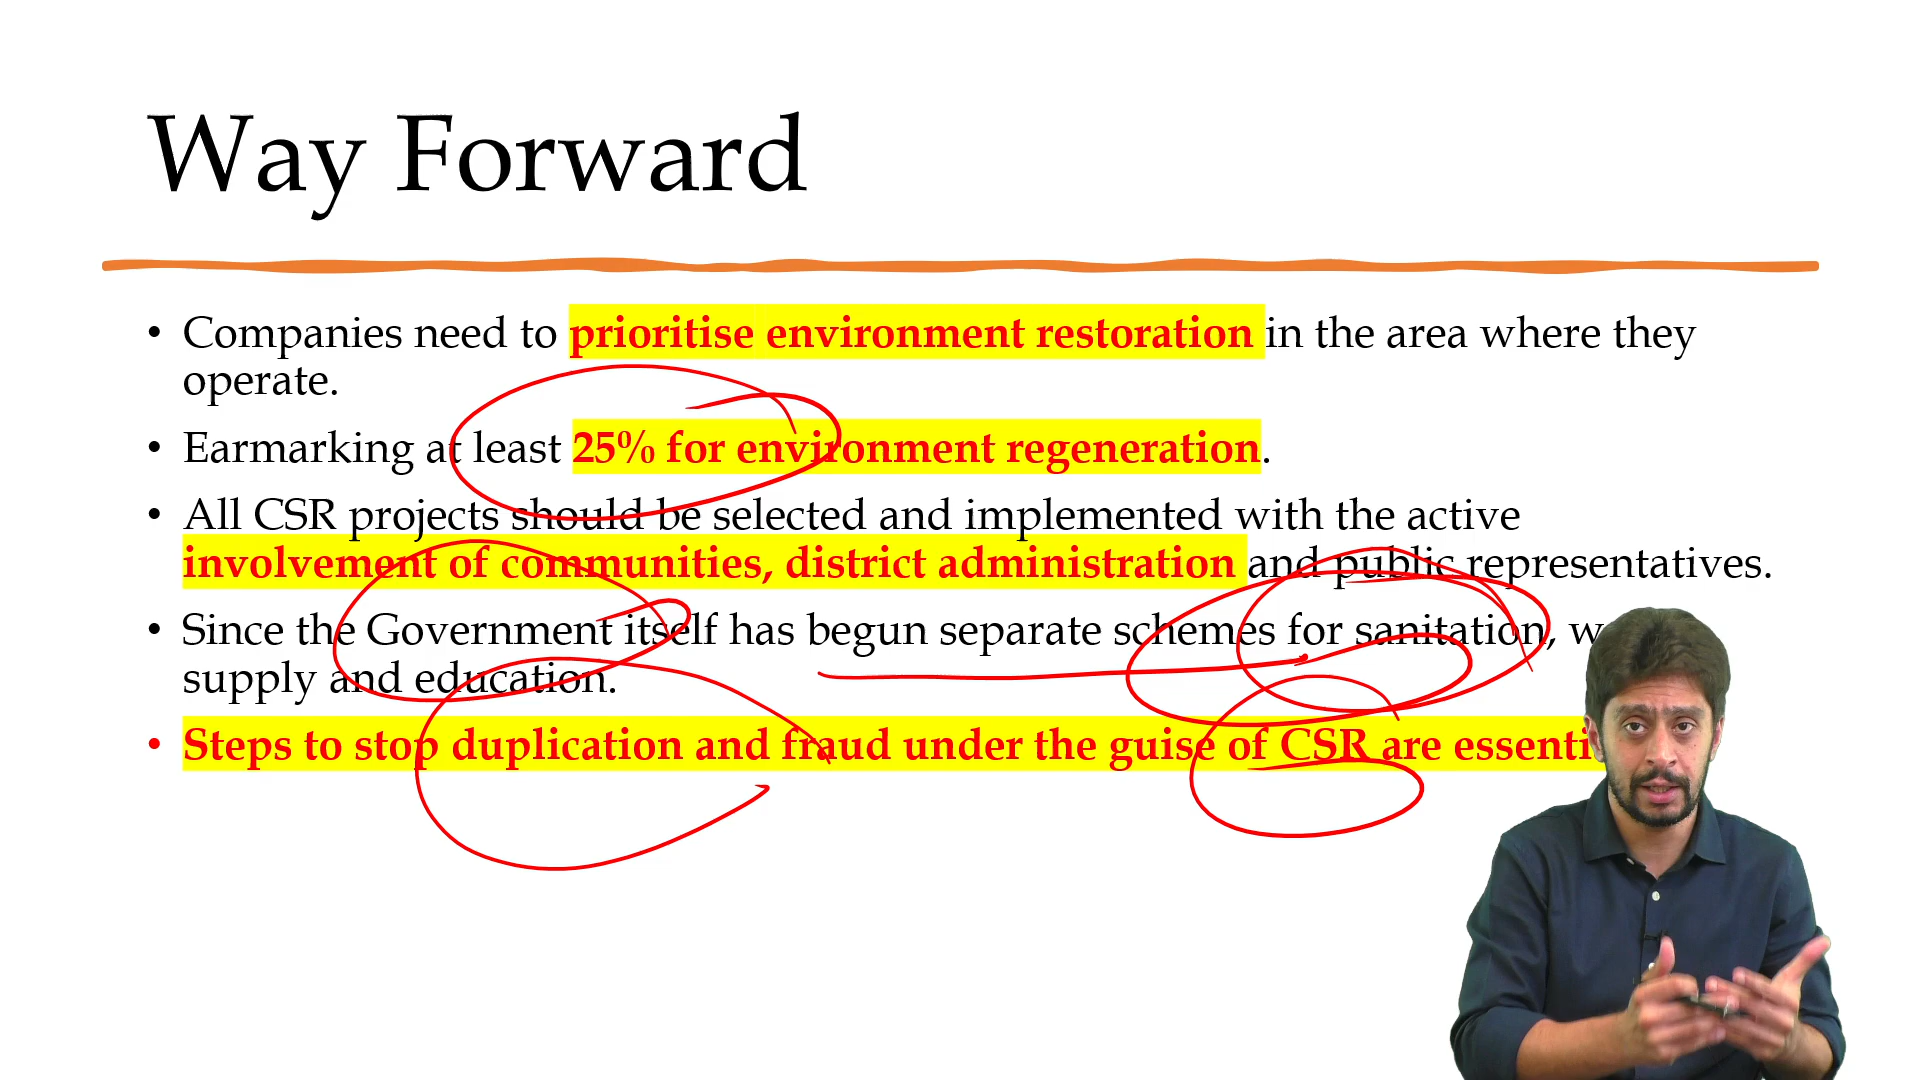 Way Forward
• Companies need to prioritise environment restoration in the area where they
operate.
• Earmarking at least 25% for environment regeneration.
• All CSR projects should be selected and implemented with the active
involvement of communities, district administration and public representatives.
• Since the Government itself has begun separate schemes for sanitation,
supply and education.
• Steps to stop duplication and fraud under the guise of CSR are